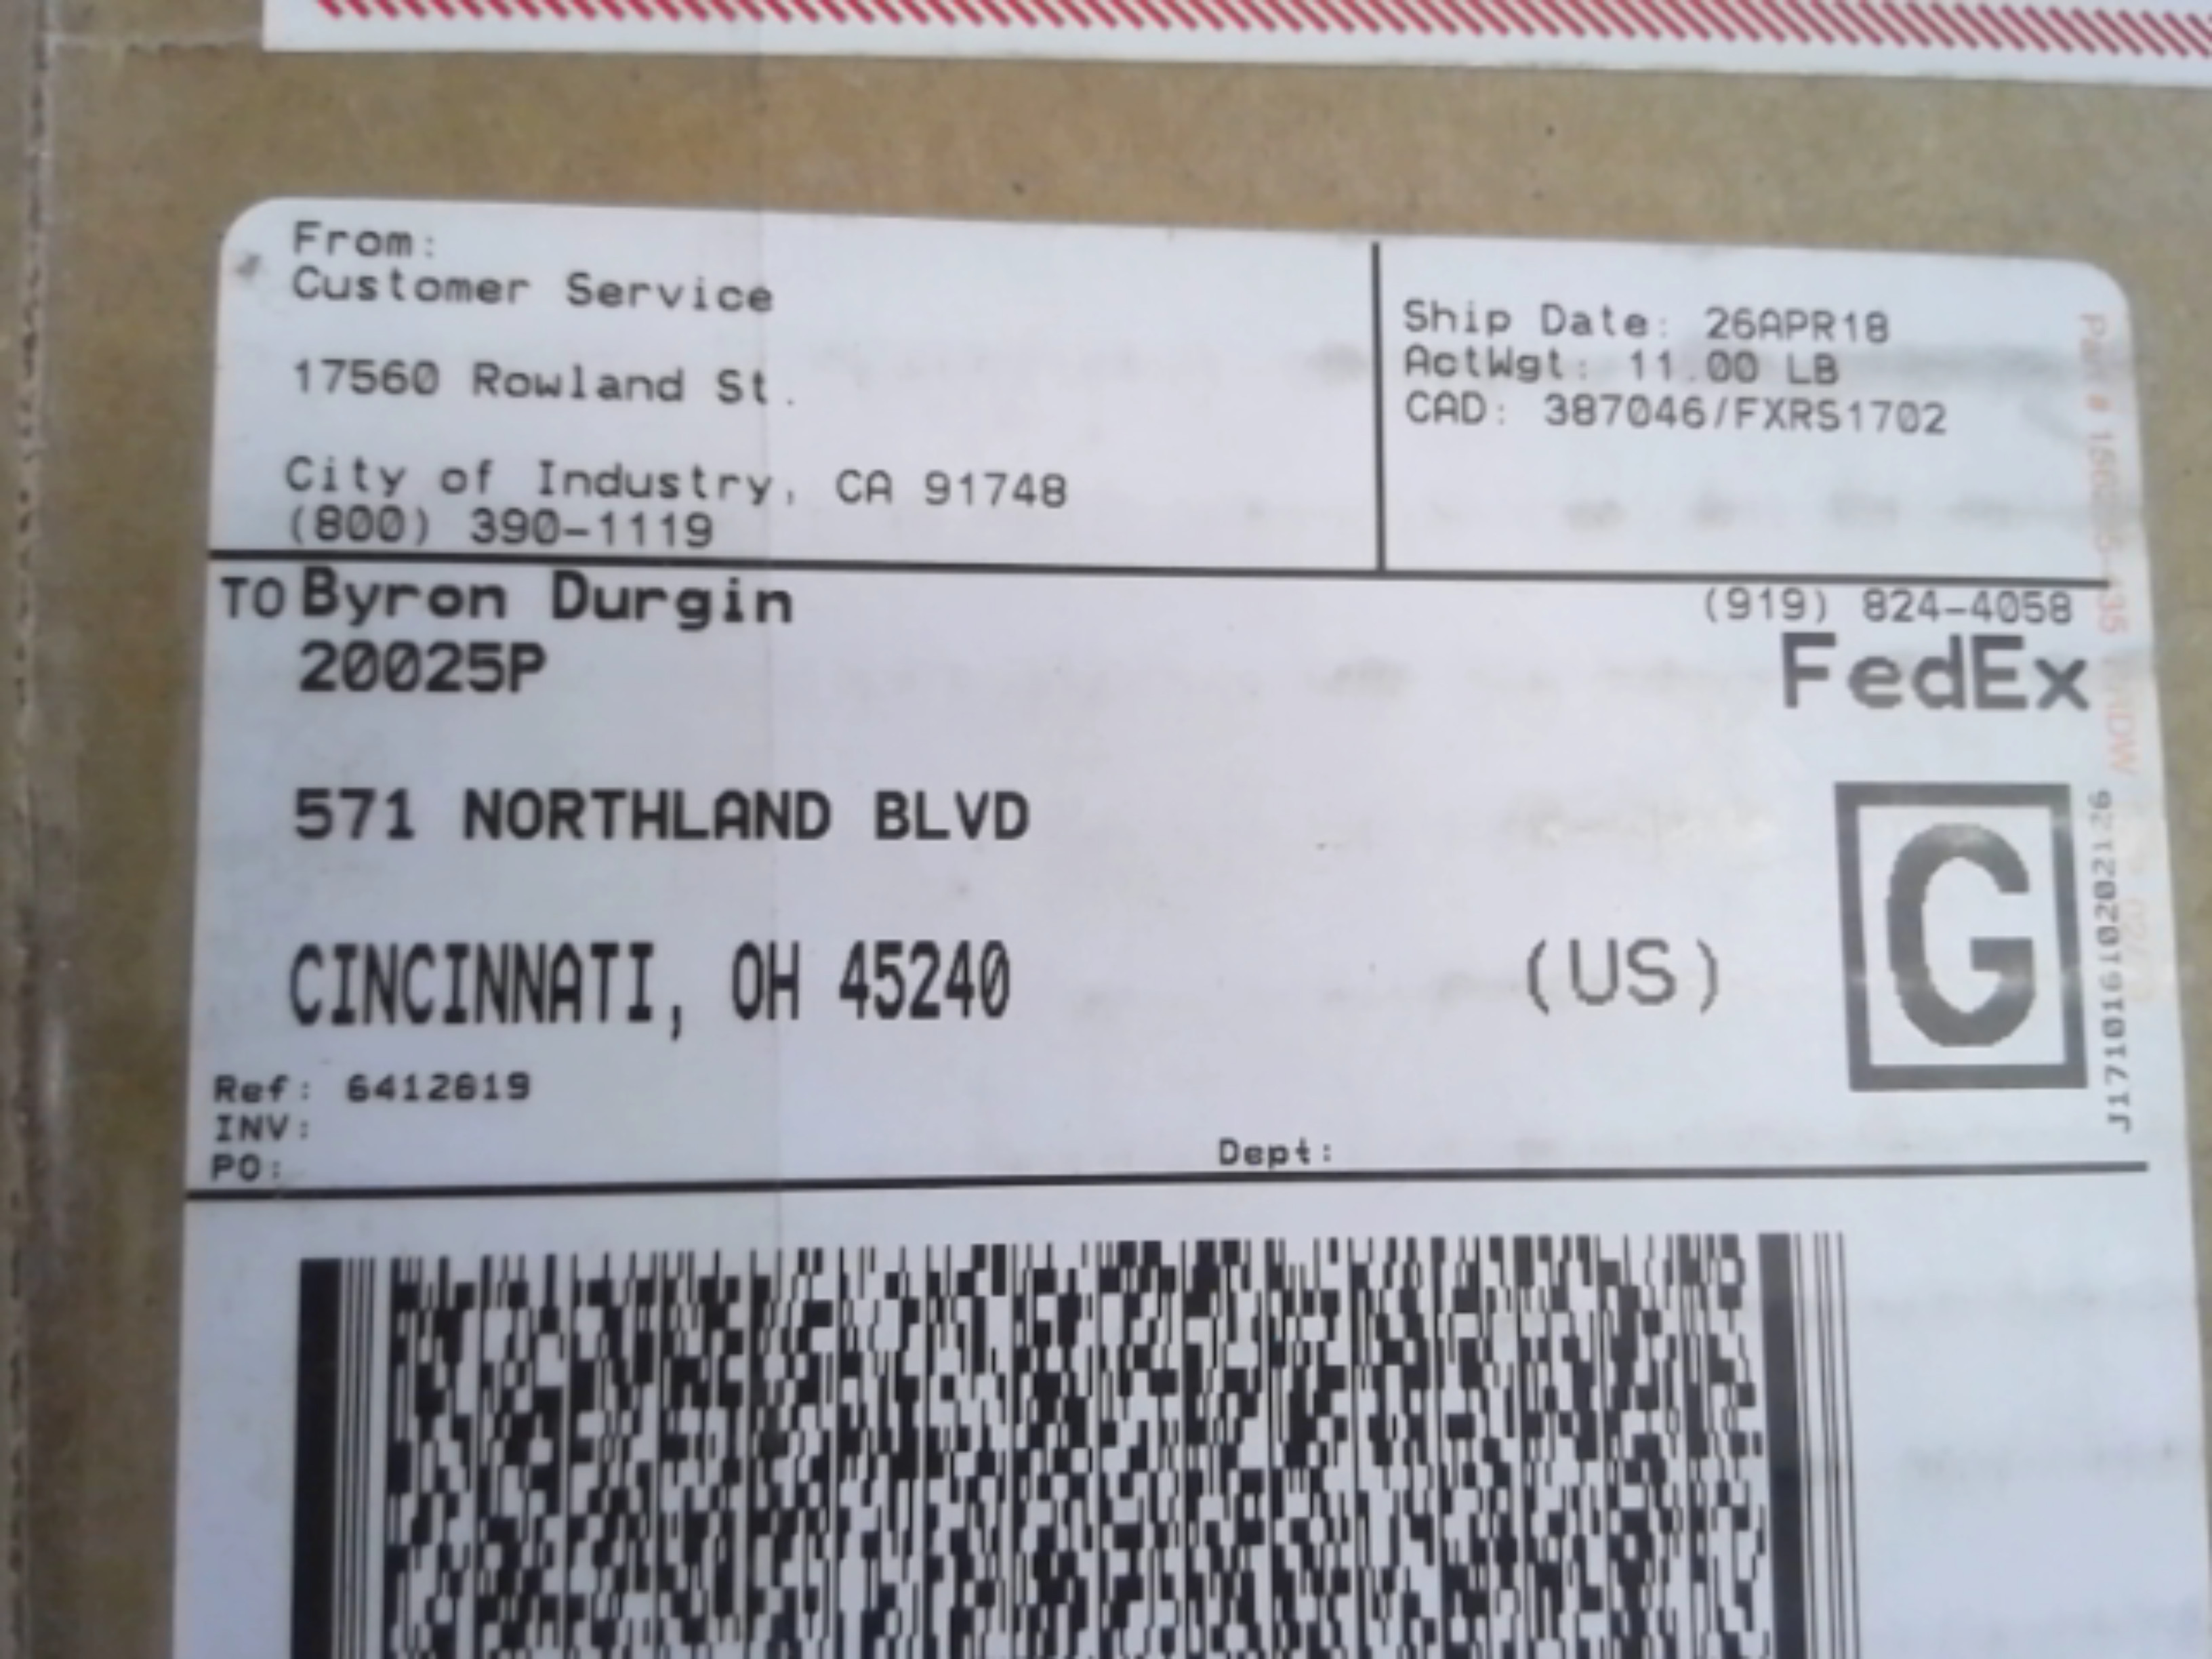 From:
Customer Service
17560 Rowland St.
City of Industry, CA 91748
(800) 390-1119
Ship Date: 26APR18
ActWgt: 11.00 LB
CAD: 387046/FXRS1702
TO Byron Durgin
20025P
(919) 824-4058
FedEx
571 NORTHLAND BLVD
CINCINNATI, OH 45240
(US)
G
J17101610202126
Ref: 6412619
INV:
PO:
Dept:
Part #